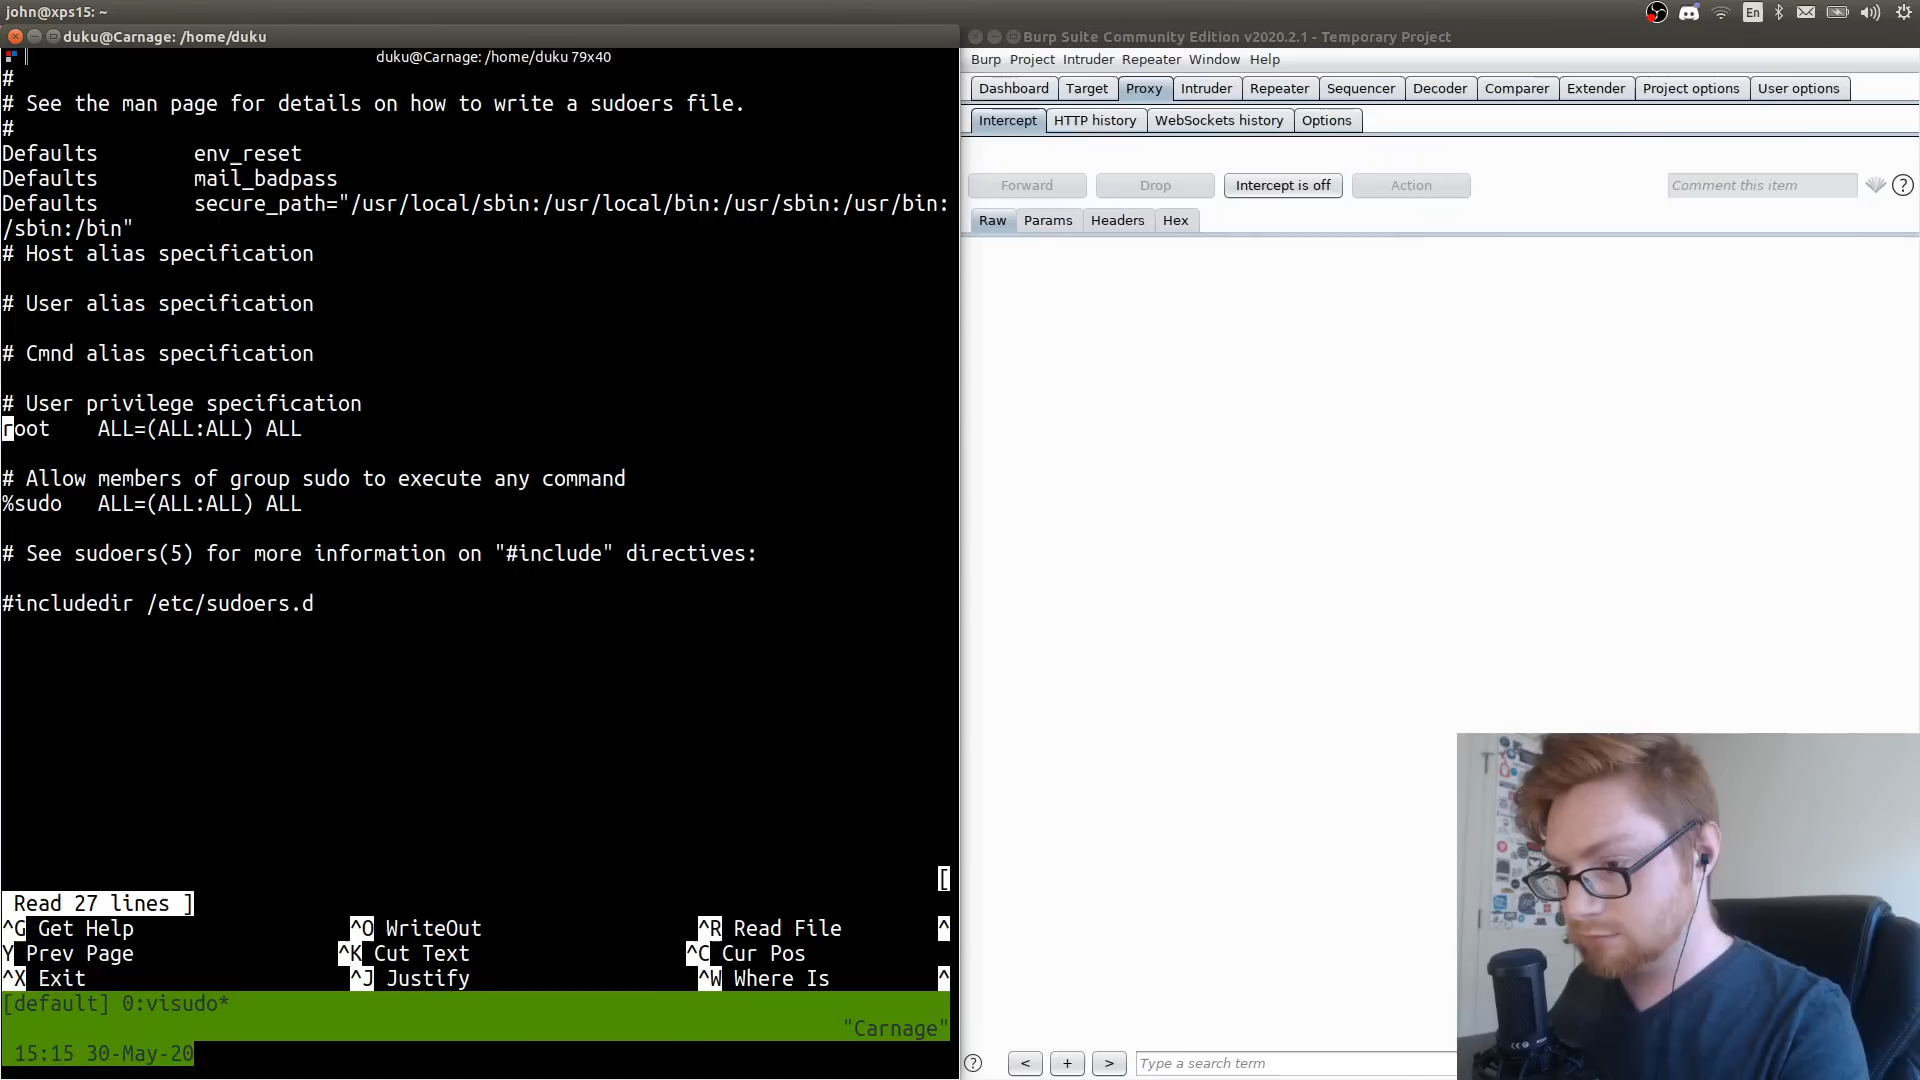 john@xps15: ~
En
duku@Carnage: /home/duku
duku@Carnage: /home/duku 79x40
#
# See the man page for details on how to write a sudoers file.
#
Defaults        env_reset
Defaults        mail_badpass
Defaults        secure_path="/usr/local/sbin:/usr/local/bin:/usr/sbin:/usr/bin:
/sbin:/bin"
# Host alias specification
# User alias specification
# Cmnd alias specification
# User privilege specification
root    ALL=(ALL:ALL) ALL
# Allow members of group sudo to execute any command
%sudo   ALL=(ALL:ALL) ALL
# See sudoers(5) for more information on "#include" directives:
#includedir /etc/sudoers.d
[
Read 27 lines ]
^G Get Help ^O WriteOut ^R Read File ^
Y Prev Page ^K Cut Text ^C Cur Pos
^X Exit ^J Justify ^W Where Is ^
[default] 0:visudo*
"Carnage"
15:15 30-May-20
Burp Suite Community Edition v2020.2.1 - Temporary Project
Burp Project Intruder Repeater Window Help
Dashboard Target Proxy Intruder Repeater Sequencer Decoder Comparer Extender Project options User options
Intercept HTTP history WebSockets history Options
Forward Drop Intercept is off Action Comment this item ?
Raw Params Headers Hex
? < + > Type a search term